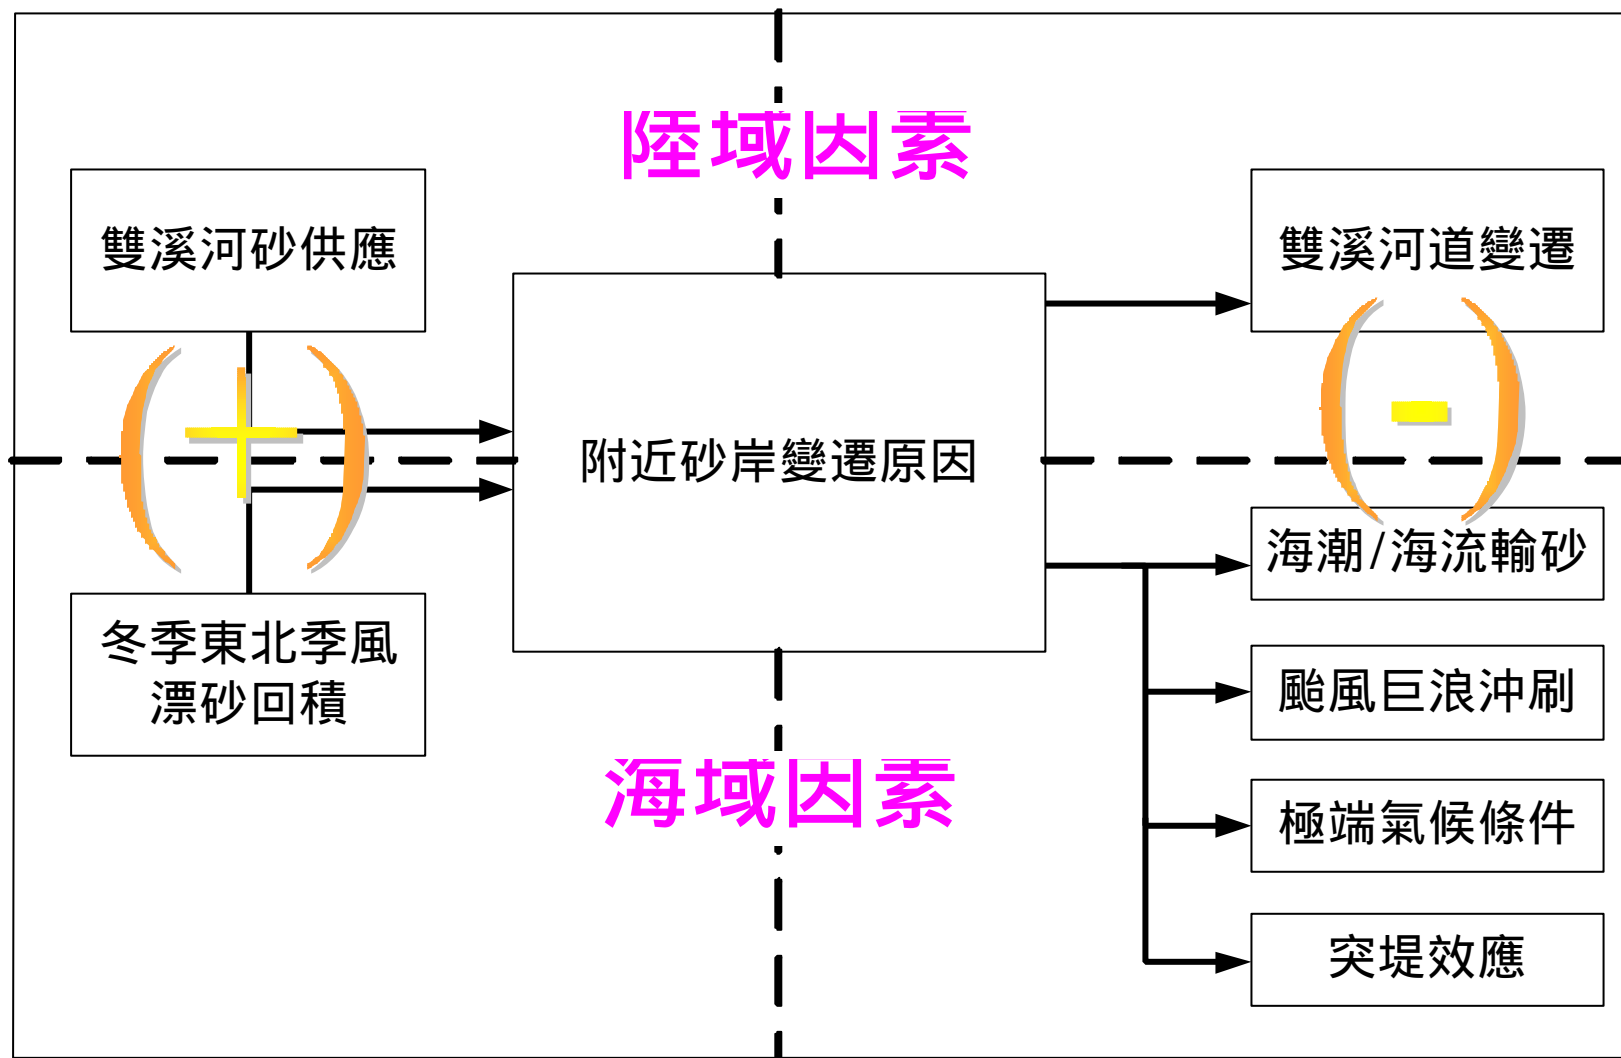 陸域因素
雙溪河砂供應
雙溪河道變遷
(+)
(-)
附近砂岸變遷原因
海潮/海流輸砂
冬季東北季風
漂砂回積
颱風巨浪沖刷
海域因素
極端氣候條件
突堤效應